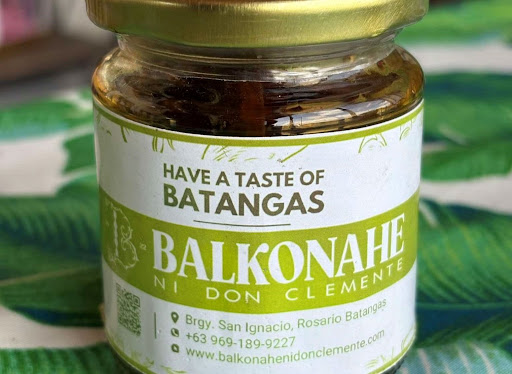 HAVE A TASTE OF
BATANGAS
B
BALKONAHE
NI DON CLEMENTE
Brgy. San Ignacio, Rosario Batangas
+63 969-189-9227
www.balkonahenidonclemente.com